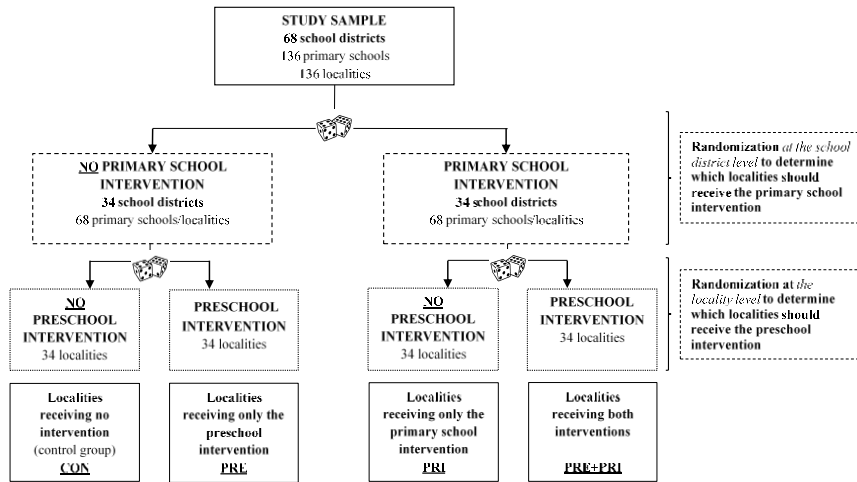 STUDY SAMPLE
68 school districts
136 primary schools
136 localities
NO PRIMARY SCHOOL
INTERVENTION
34 school districts
68 primary schools/localities
PRIMARY SCHOOL
INTERVENTION
34 school districts
68 primary schools/localities
Randomization at the school
district level to determine
which localities should
receive the primary school
intervention
NO
PRESCHOOL
INTERVENTION
34 localities
PRESCHOOL
INTERVENTION
34 localities
NO
PRESCHOOL
INTERVENTION
34 localities
PRESCHOOL
INTERVENTION
34 localities
Randomization at the
locality level to determine
which localities should
receive the preschool
intervention
Localities
receiving no
intervention
(control group)
CON
Localities
receiving only the
preschool
intervention
PRE
Localities
receiving only the
primary school
intervention
PRI
Localities
receiving both
interventions
PRE+PRI